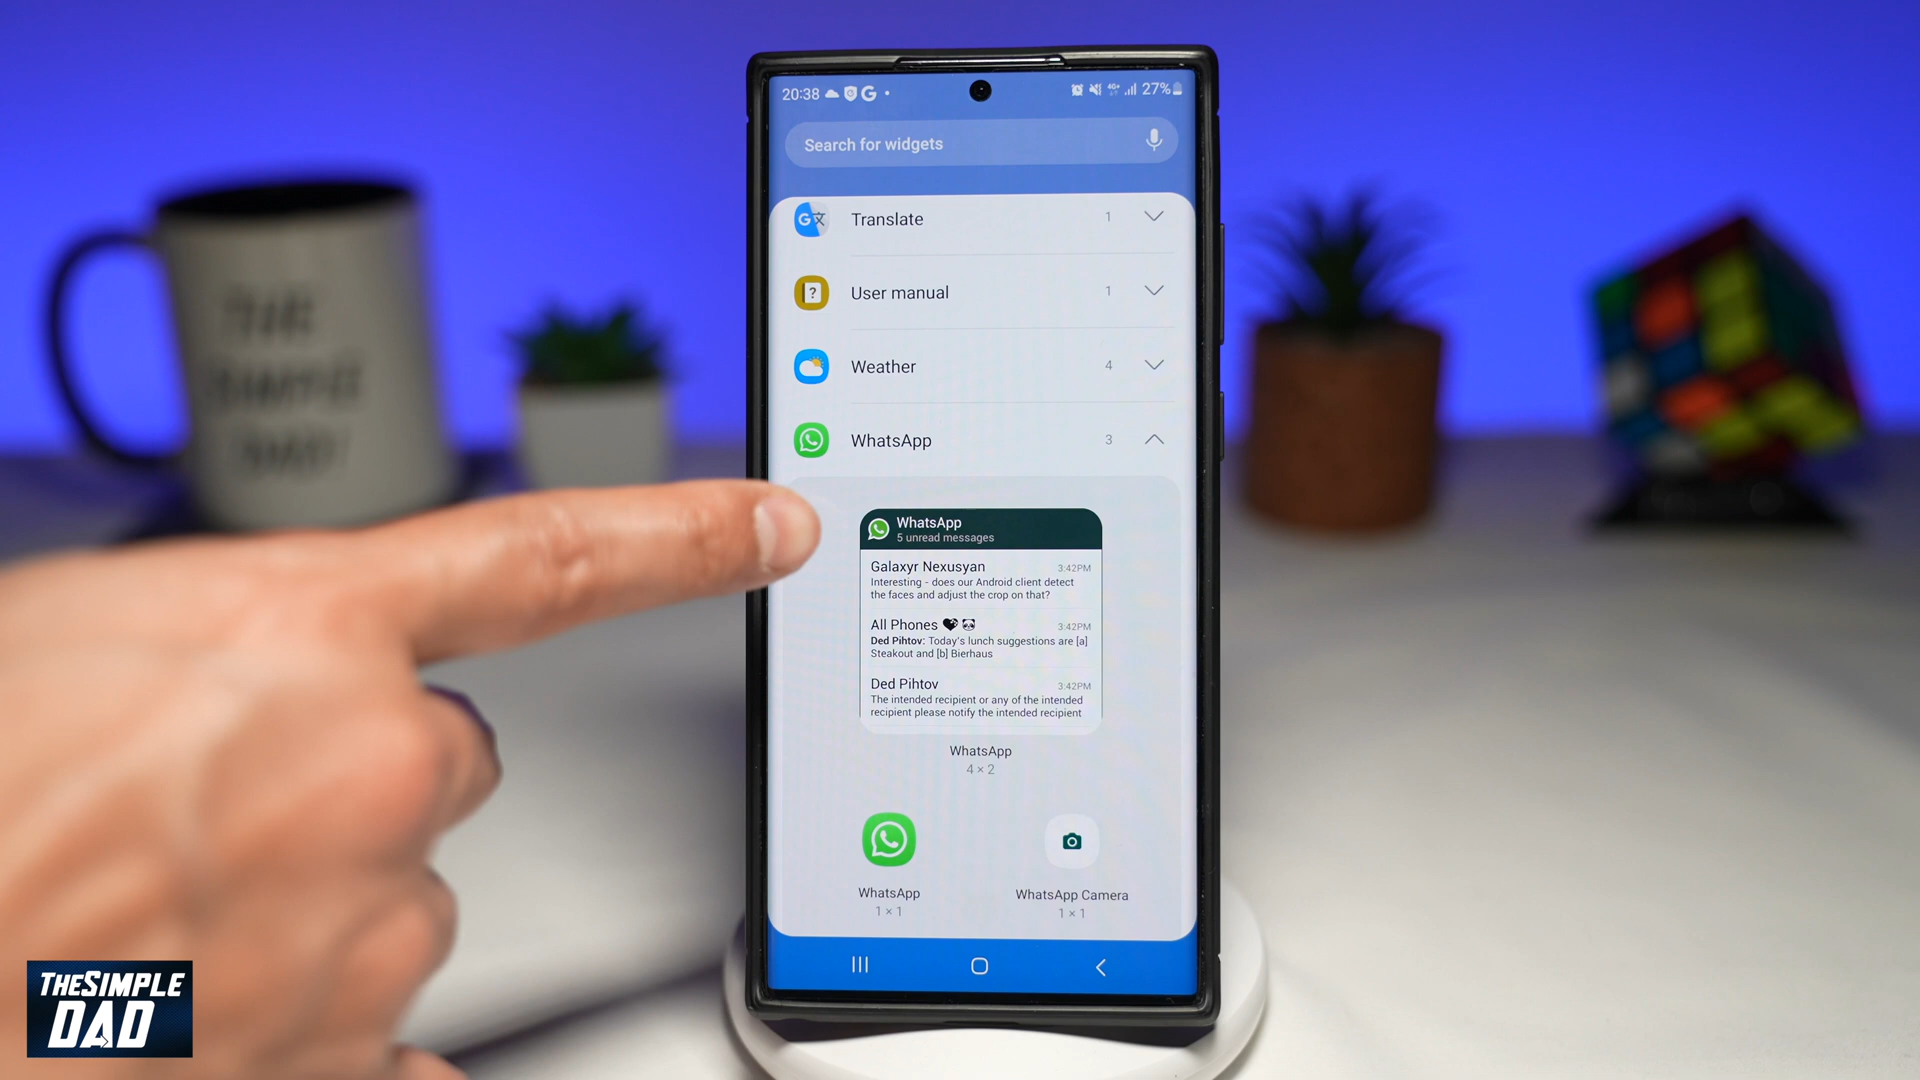 20:38
27%
Search for widgets
Translate 1
User manual 1
Weather 4
WhatsApp 3
WhatsApp
5 unread messages
Galaxyr Nexusyan 3:42PM
Interesting - does our Android client detect
the faces and adjust the crop on that?
All Phones 3:42PM
Ded Pihtov: Today's lunch suggestions are [a]
Steakout and [b] Bierhaus
Ded Pihtov 3:42PM
The intended recipient or any of the intended
recipient please notify the intended recipient
WhatsApp
4 × 2
WhatsApp
1 × 1
WhatsApp Camera
1 × 1
THE
SIMPLE
DAD
THESIMPLE
DAD